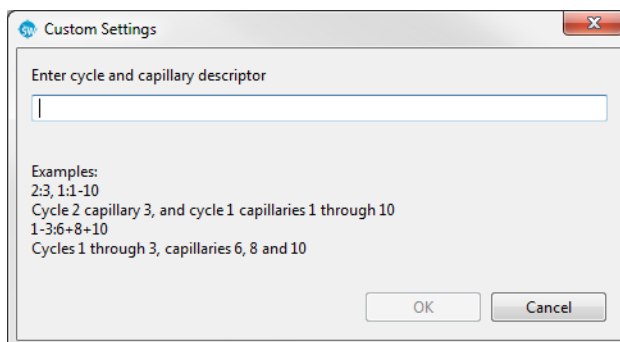 SW Custom Settings
Enter cycle and capillary descriptor
Examples:
2:3, 1:1-10
Cycle 2 capillary 3, and cycle 1 capillaries 1 through 10
1-3:6+8+10
Cycles 1 through 3, capillaries 6, 8 and 10
OK Cancel